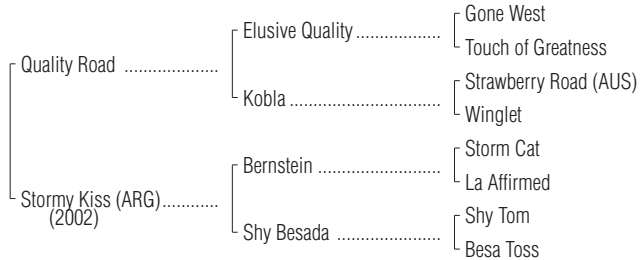 Gone West
Elusive Quality ..................
Touch of Greatness
Quality Road ....................
Strawberry Road (AUS)
Kobla ................................
Winglet
Storm Cat
Bernstein ..........................
La Affirmed
Stormy Kiss (ARG)............
(2002)
Shy Tom
Shy Besada ......................
Besa Toss